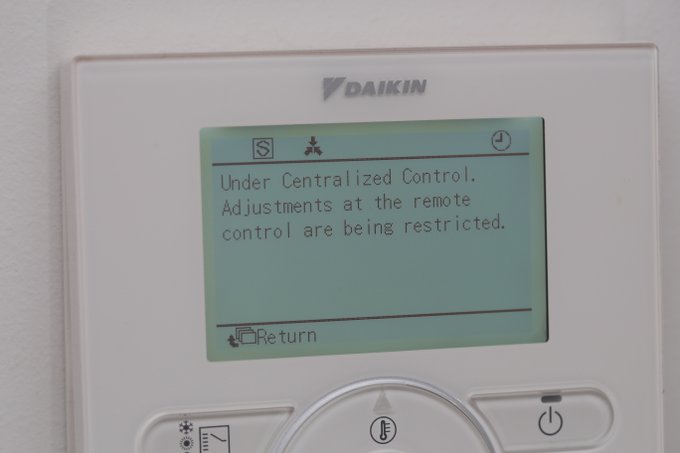 DAIKIN
S
Under Centralized Control.
Adjustments at the remote
control are being restricted.
Return